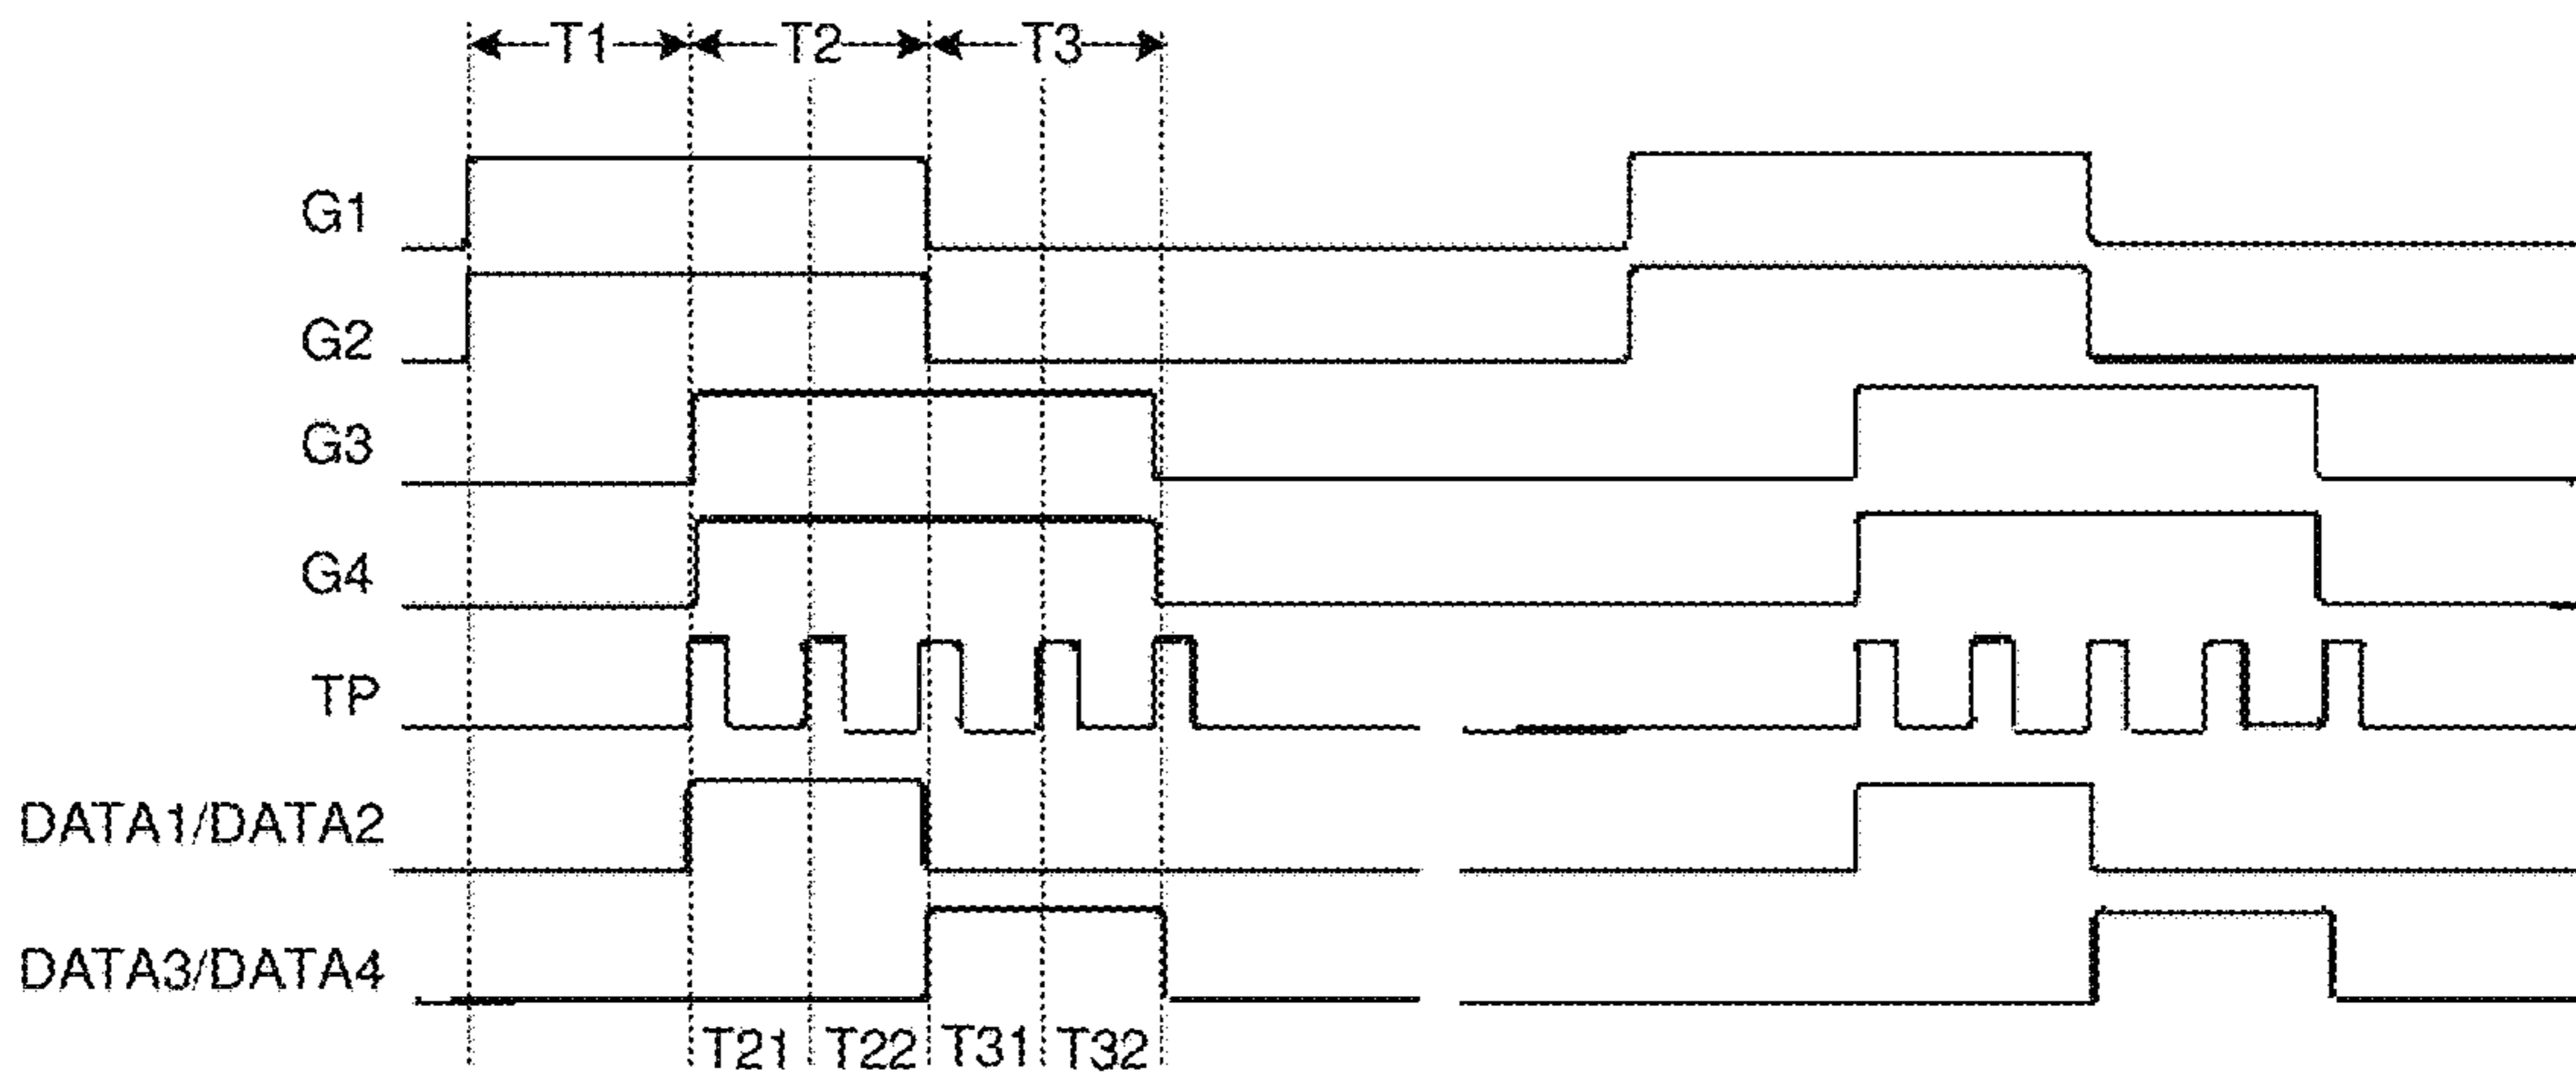 T1 T2 T3
G1
G2
G3
G4
TP
DATA1/DATA2
DATA3/DATA4
T21 T22 T31 T32